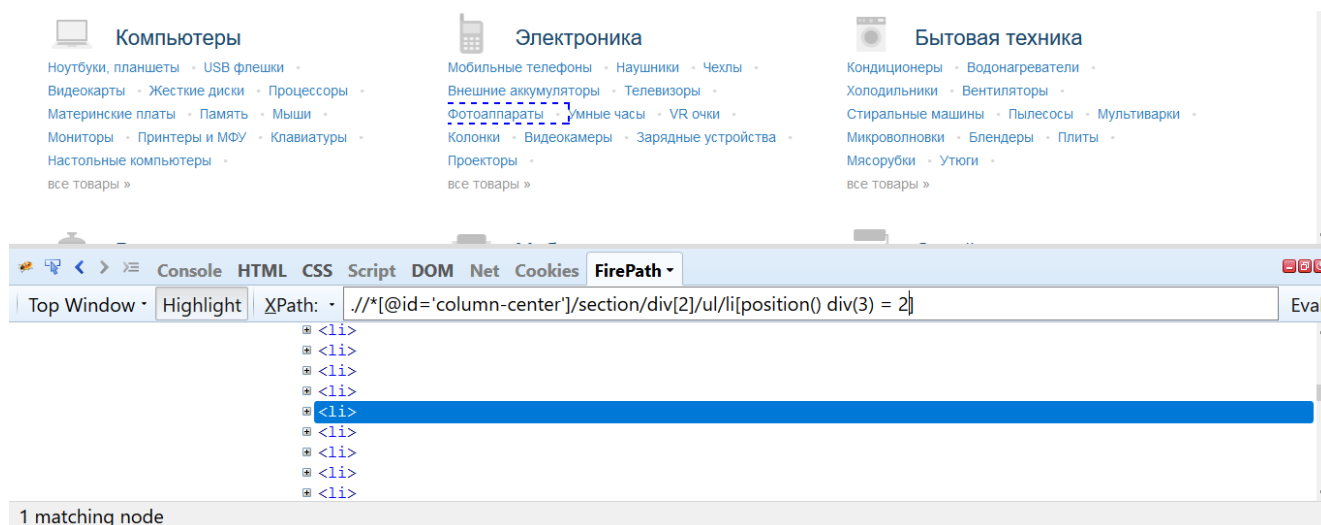 Компьютеры
Ноутбуки, планшеты • USB флешки •
Видеокарты • Жесткие диски • Процессоры •
Материнские платы • Память • Мыши •
Мониторы • Принтеры и МФУ • Клавиатуры •
Настольные компьютеры •
все товары »
Электроника
Мобильные телефоны • Наушники • Чехлы •
Внешние аккумуляторы • Телевизоры •
Фотоаппараты • Умные часы • VR очки •
Колонки • Видеокамеры • Зарядные устройства •
Проекторы •
все товары »
Бытовая техника
Кондиционеры • Водонагреватели •
Холодильники • Вентиляторы •
Стиральные машины • Пылесосы • Мультиварки •
Микроволновки • Блендеры • Плиты •
Мясорубки • Утюги •
все товары »
Console HTML CSS Script DOM Net Cookies FirePath
Top Window Highlight XPath: .//*[@id='column-center']/section/div[2]/ul/li[position() div(3) = 2]
<li>
<li>
<li>
<li>
<li>
<li>
<li>
<li>
<li>
1 matching node